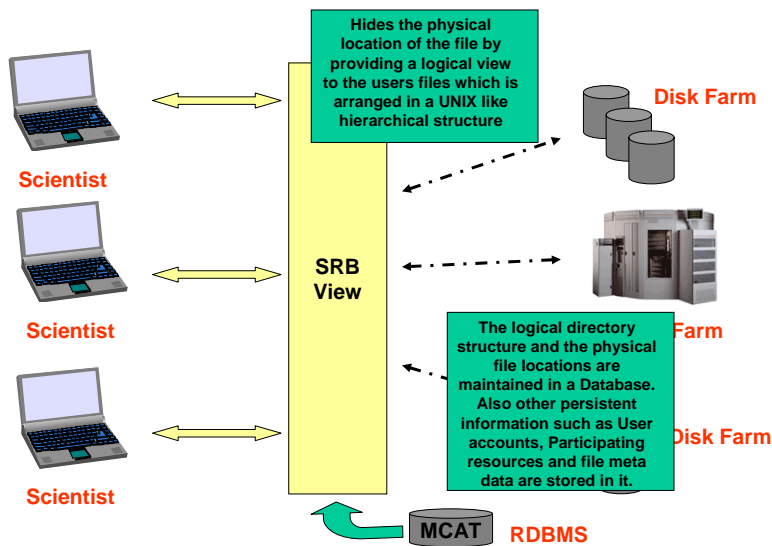 Hides the physical
location of the file by
providing a logical view
to the users files which is
arranged in a UNIX like
hierarchical structure
Disk Farm
Scientist
SRB
View
Scientist
Farm
The logical directory
structure and the physical
file locations are
maintained in a Database.
Also other persistent
information such as User
accounts, Participating
resources and file meta
data are stored in it.
Disk Farm
Scientist
MCAT
RDBMS